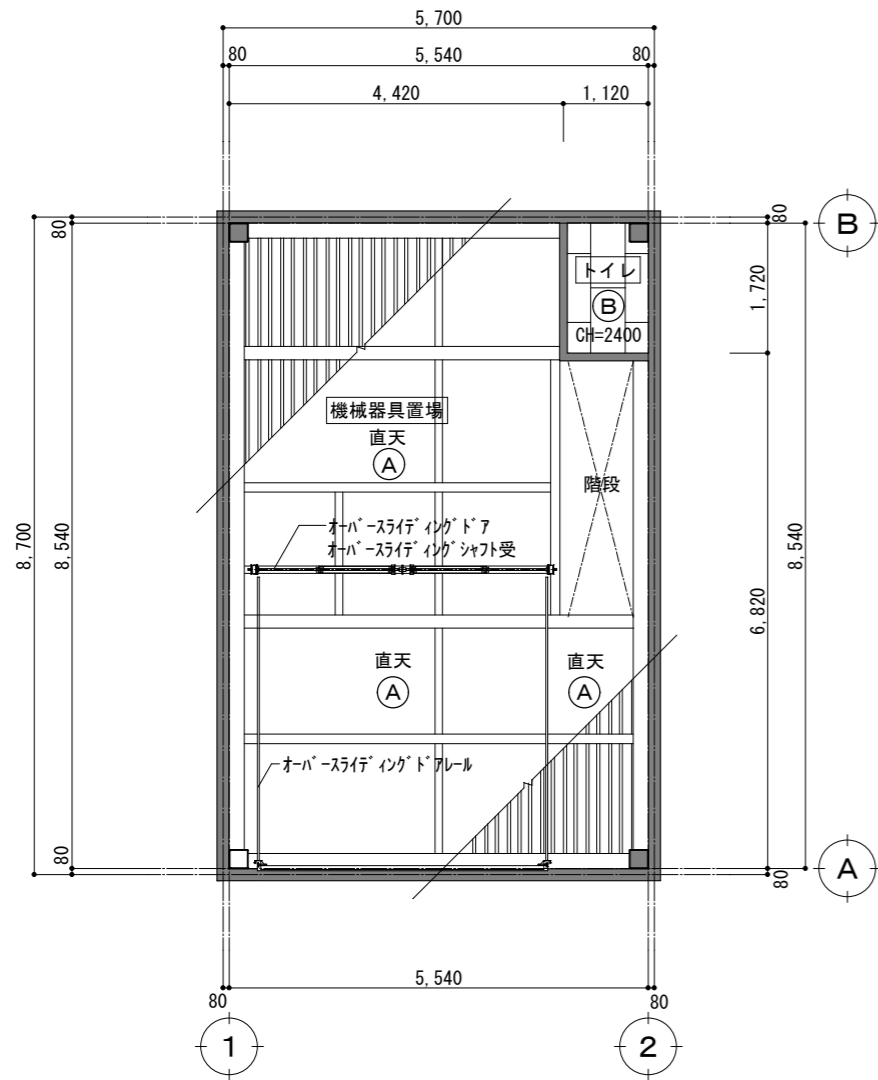 5,700
80 5,540 80
4,420 1,120
80
80
B
トイレ
B
CH=2400
1,720
機械器具置場
直天
A
階段
オーバースライディングドア
オーバースライディングシャフト受
8,700
8,540
8,540
6,820
直天
A
直天
A
オーバースライディングドアレール
80
80
A
5,540
80
80
1
2